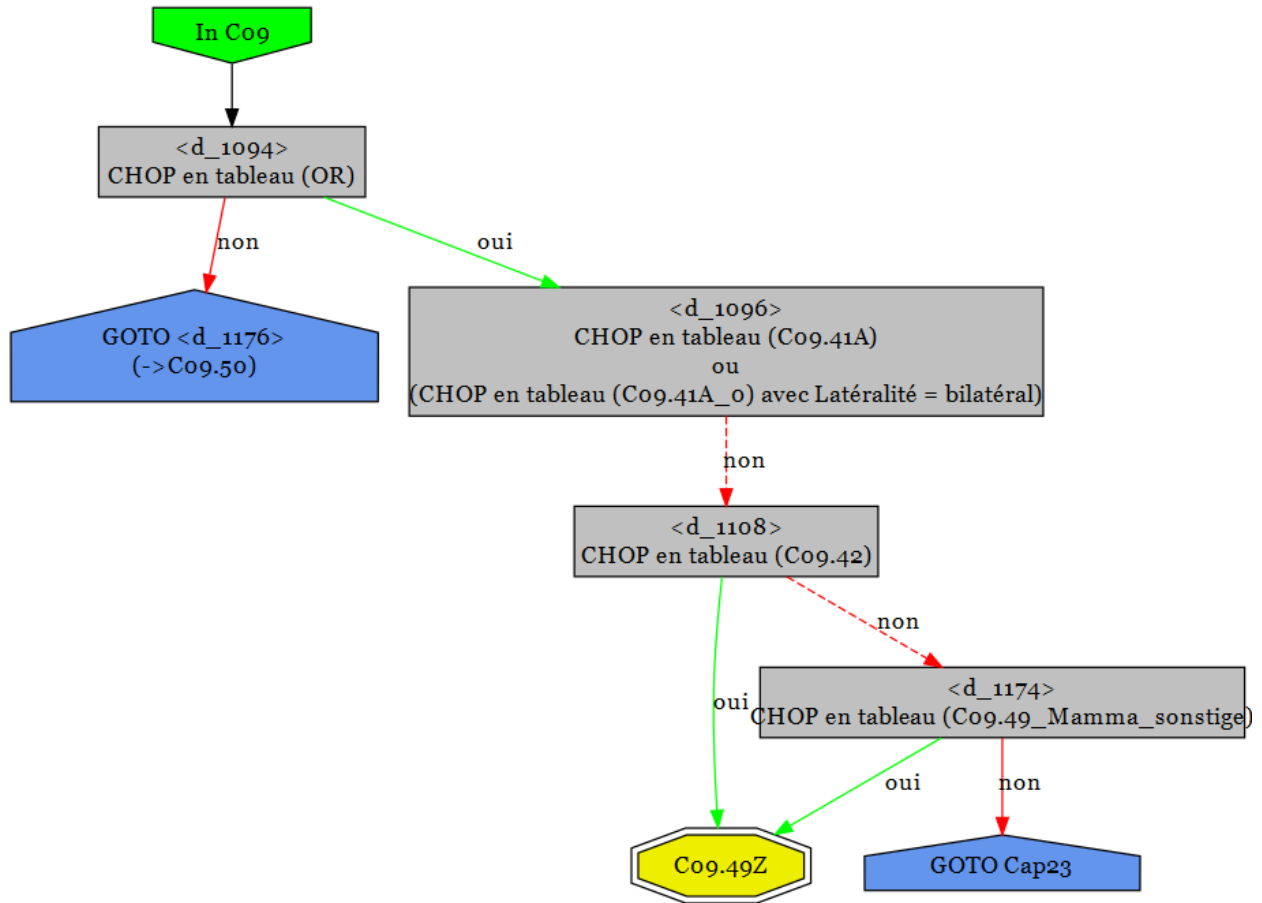 In C09
<d_1094>
CHOP en tableau (OR)
non
oui
GOTO <d_1176>
(->C09.50)
<d_1096>
CHOP en tableau (C09.41A)
ou
(CHOP en tableau (C09.41A_0) avec Latéralité = bilatéral)
non
<d_1108>
CHOP en tableau (C09.42)
non
oui
<d_1174>
CHOP en tableau (C09.49_Mamma_sonstige)
oui
non
C09.49Z
GOTO Cap23